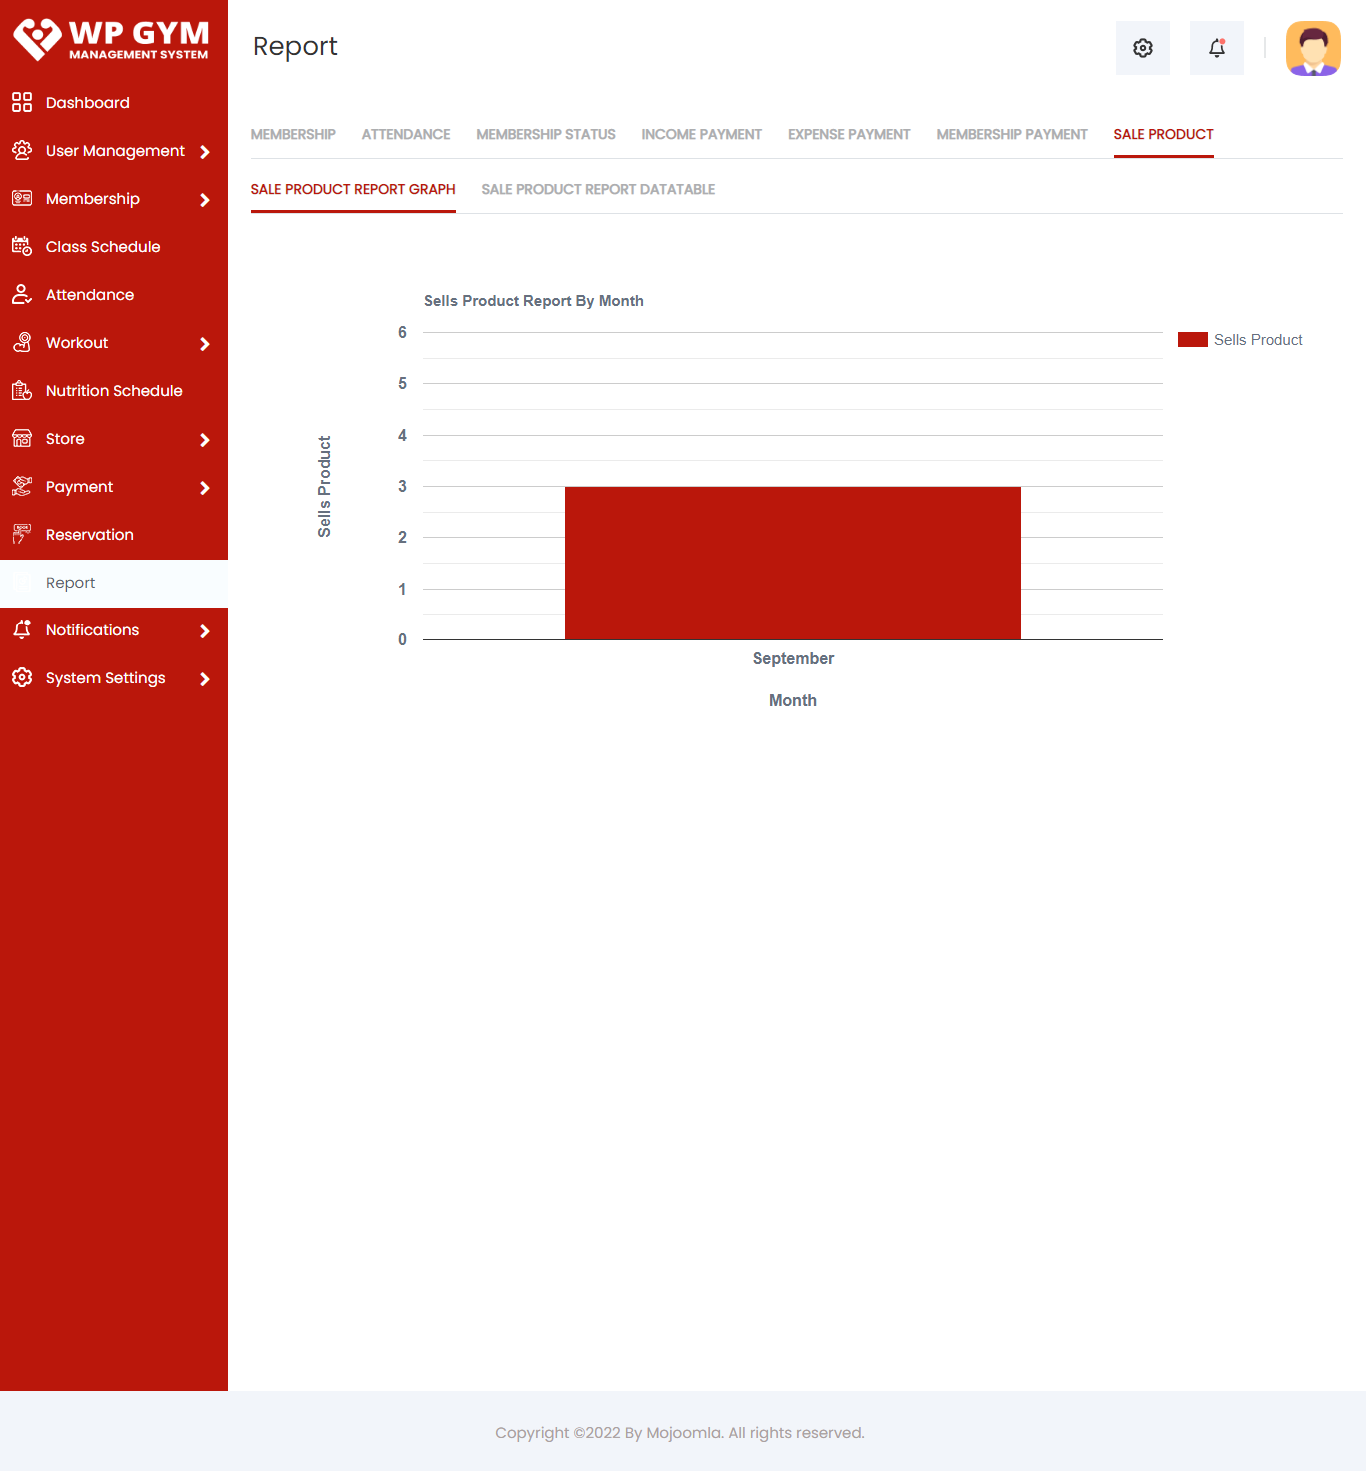 WP GYM
MANAGEMENT SYSTEM
Dashboard
User Management
Membership
Class Schedule
Attendance
Workout
Nutrition Schedule
Store
Payment
Reservation
Report
Notifications
System Settings
Report
MEMBERSHIP ATTENDANCE MEMBERSHIP STATUS INCOME PAYMENT EXPENSE PAYMENT MEMBERSHIP PAYMENT SALE PRODUCT
SALE PRODUCT REPORT GRAPH SALE PRODUCT REPORT DATATABLE
Sells Product Report By Month
6
5
4
3
2
1
0
Sells Product
Sells Product
September
Month
Copyright ©2022 By Mojoomla. All rights reserved.